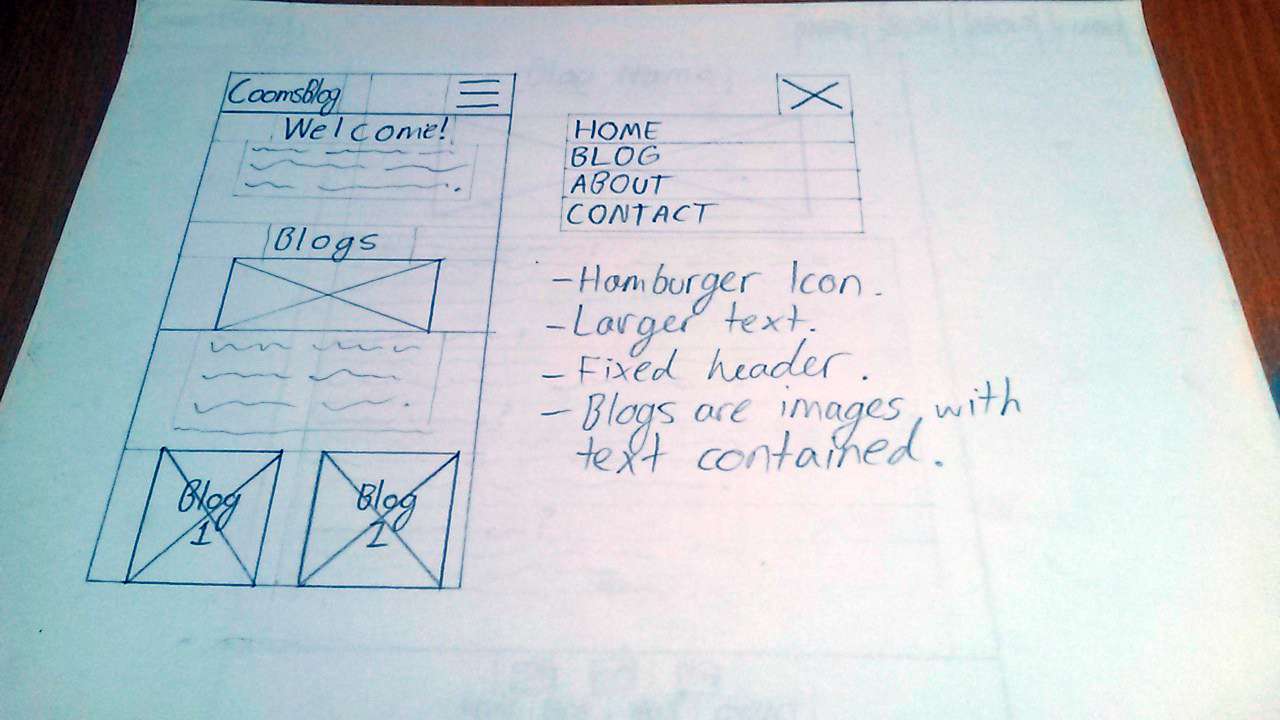 CoomsBlog
Welcome!
Blogs
Blog
1
Blog
1
HOME
BLOG
ABOUT
CONTACT
- Hamburger Icon.
- Larger text.
- Fixed header.
- Blogs are images, with
text contained.